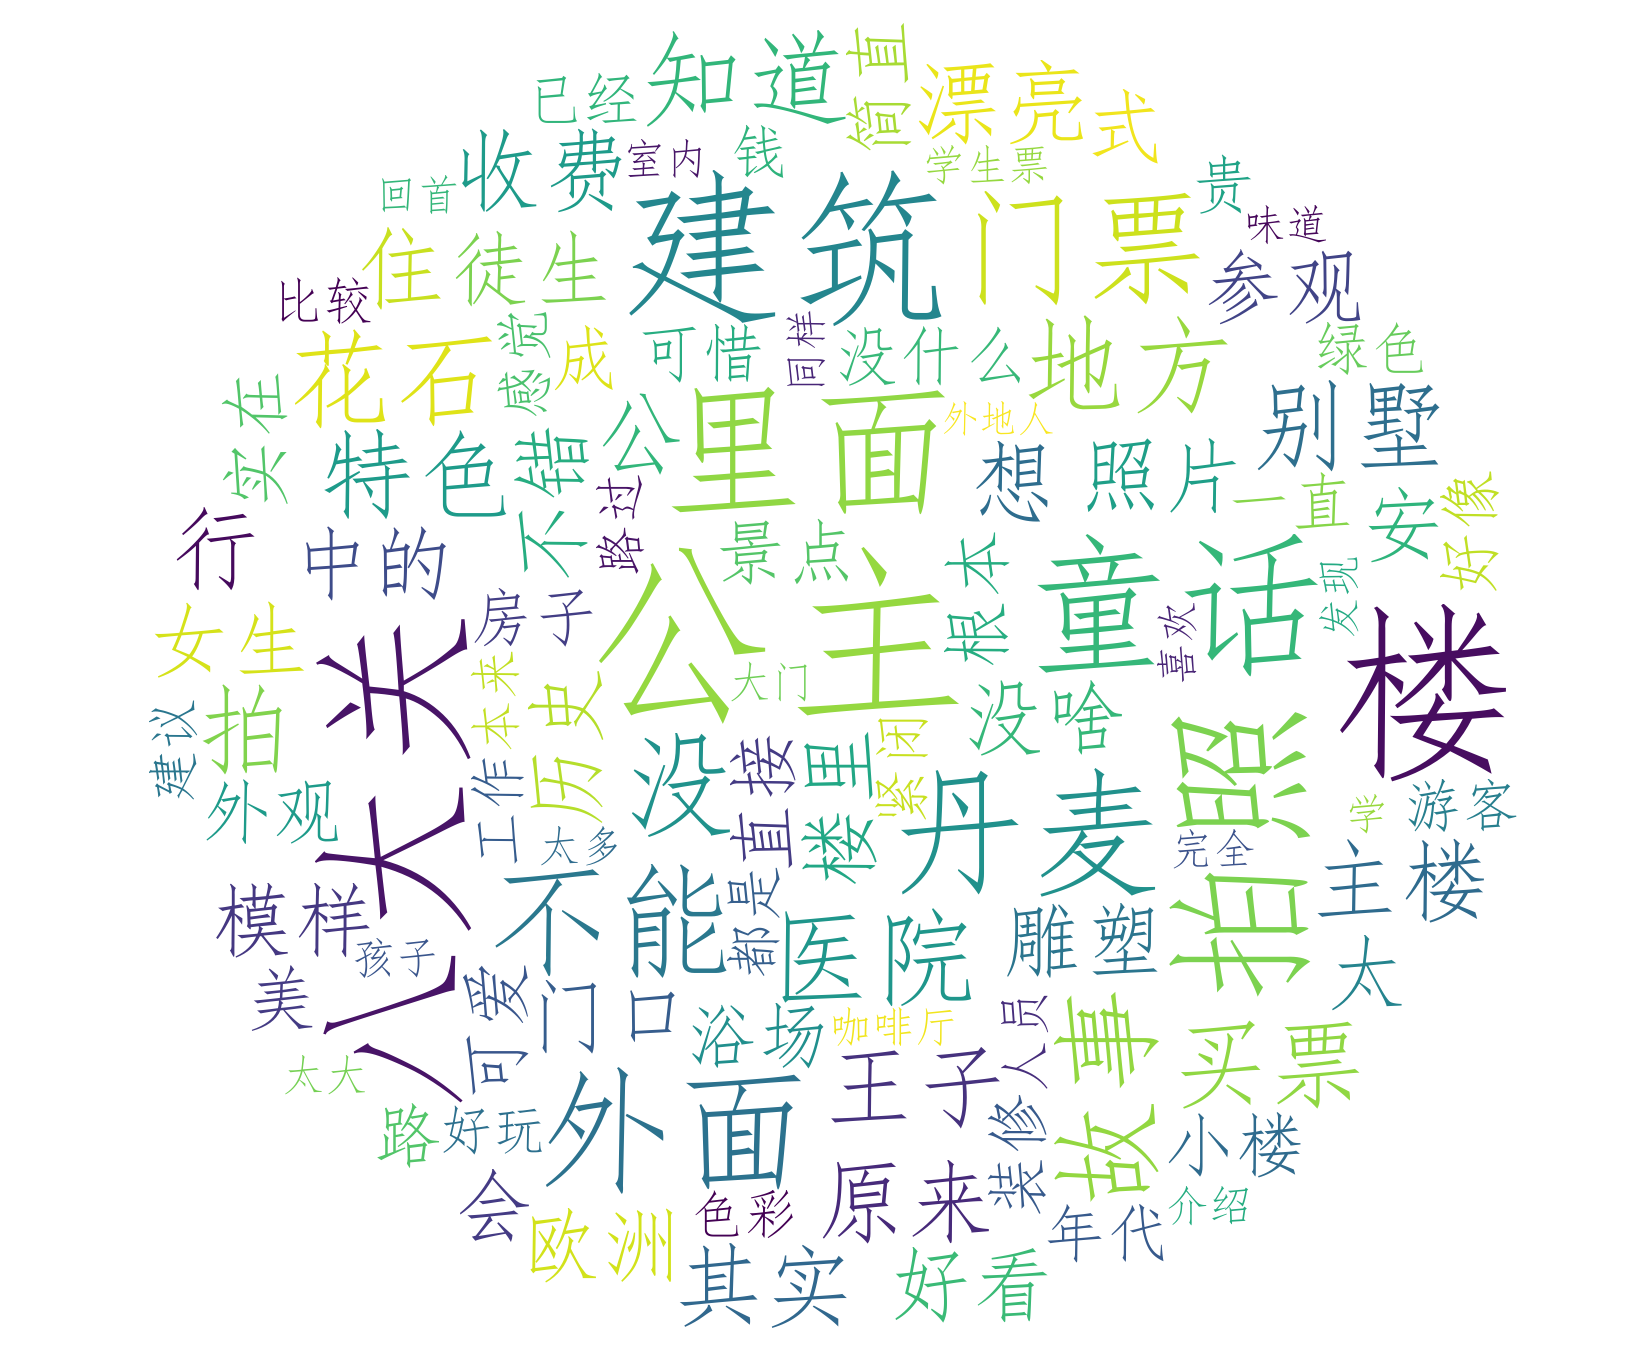 知道
简直
已经
漂亮
式
收费
室内
钱
学生票
回首
建筑
门票
贵
味道
住
徒生
参观
比较
花石
感觉
成
可惜
同样
没什么
地方
绿色
实在
特色
不错
公
里面
外地人
想
照片
别墅
一直
安
好像
行
中的
路过
景点
根本
童话
发现
女生
八大关
房子
公主
大门
喜欢
楼
拍
本来
历史
没
直接
楼里
紧闭
没啥
拍照
建议
外观
工作
太多
丹麦
完全
学
游客
模样
孩子
不能
都是
医院
雕塑
主楼
美
可爱
门口
浴场
咖啡厅
人员
故事
太
太大
路
好玩
外面
王子
装修
买票
小楼
会
欧洲
色彩
原来
年代
介绍
其实
好看